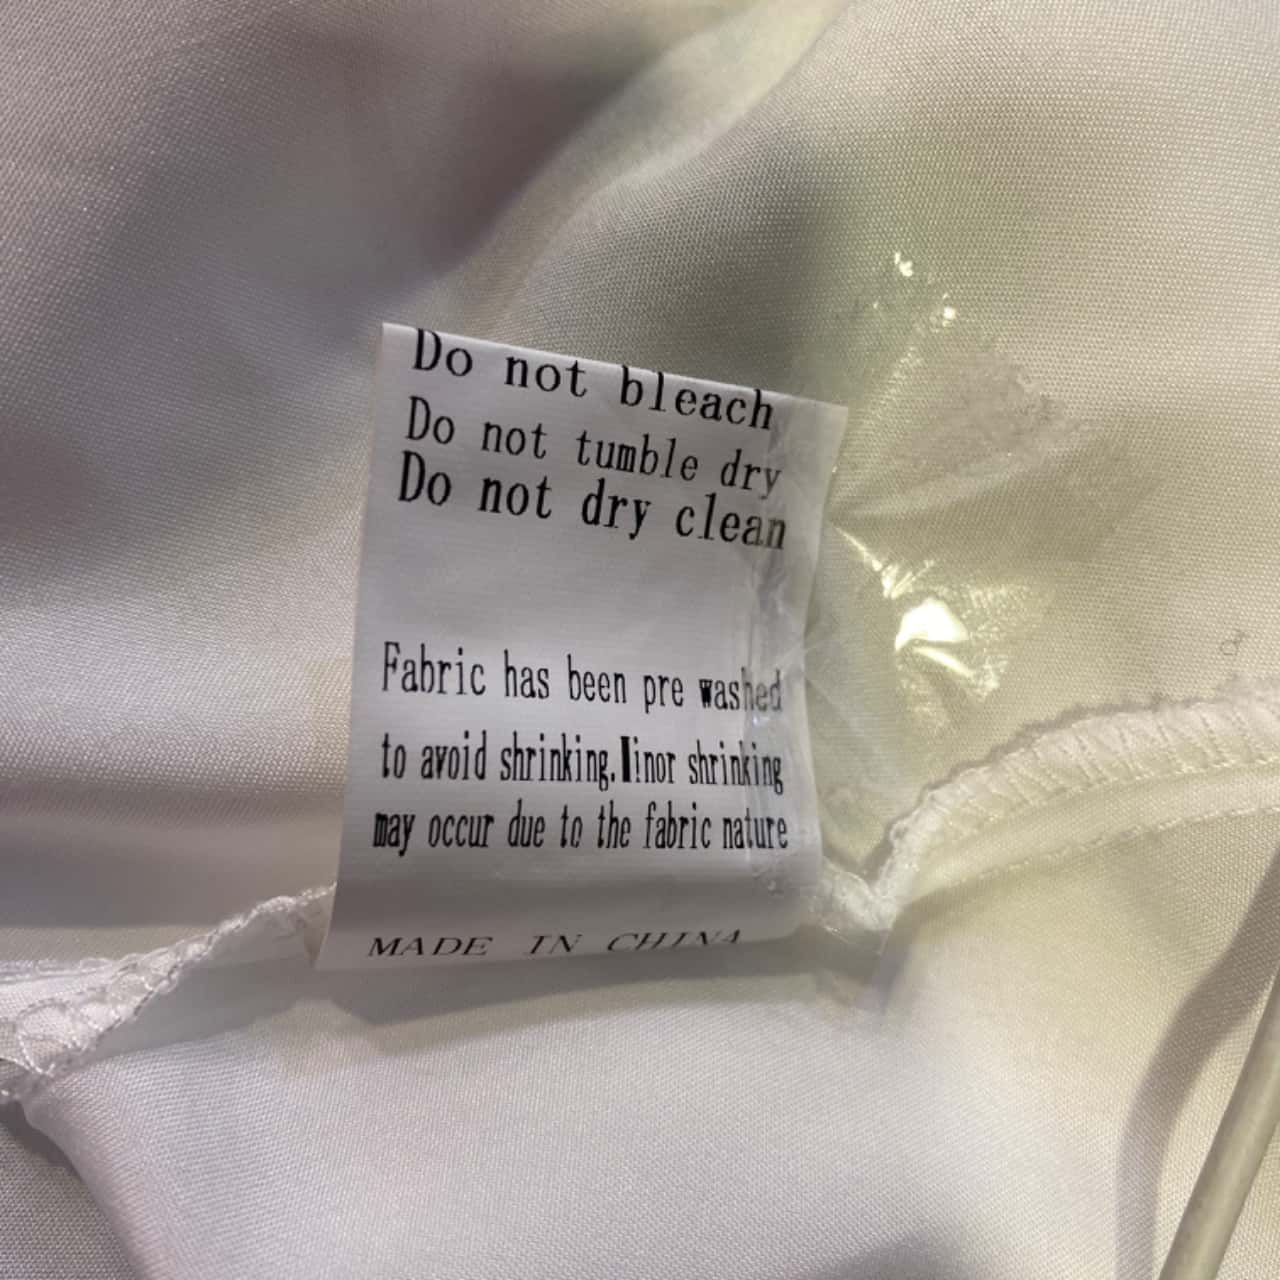 Do not bleach
Do not tumble dry
Do not dry clean
Fabric has been pre washed
to avoid shrinking.Minor shrinking
may occur due to the fabric nature
MADE IN CHINA